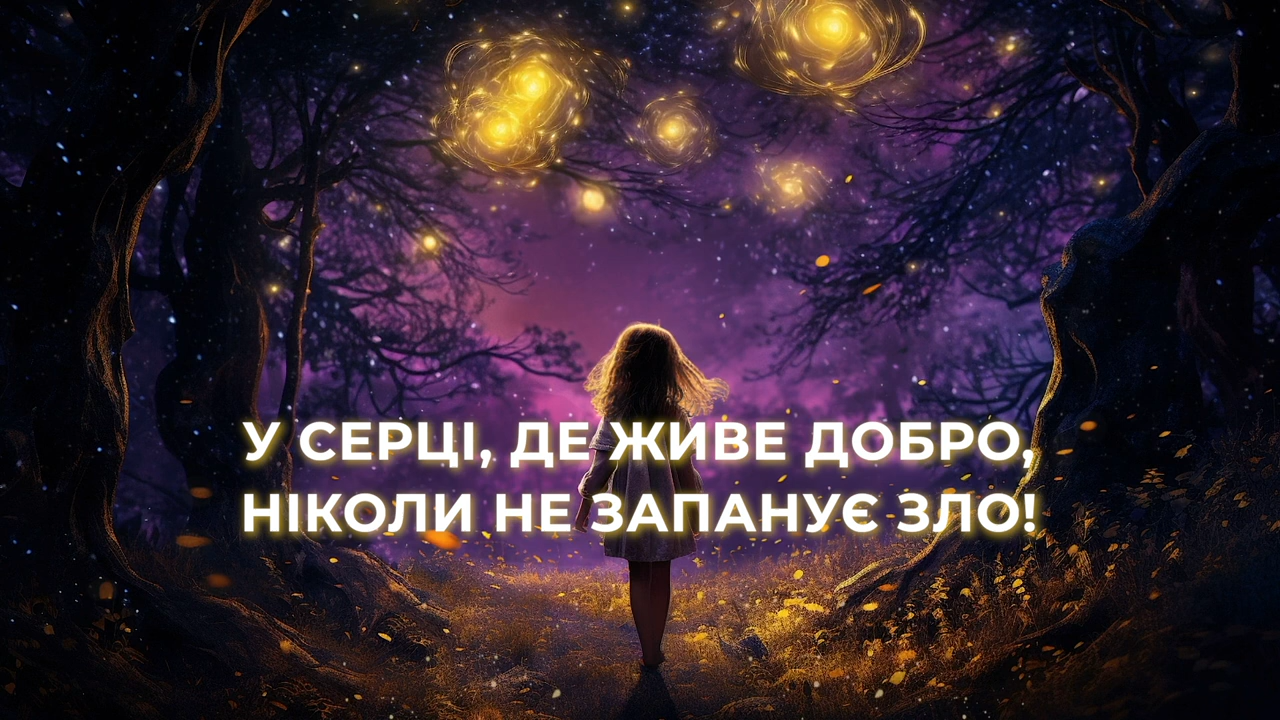 У СЕРЦІ, ДЕ ЖИВЕ ДОБРО,
НІКОЛИ НЕ ЗАПАНУЄ ЗЛО!